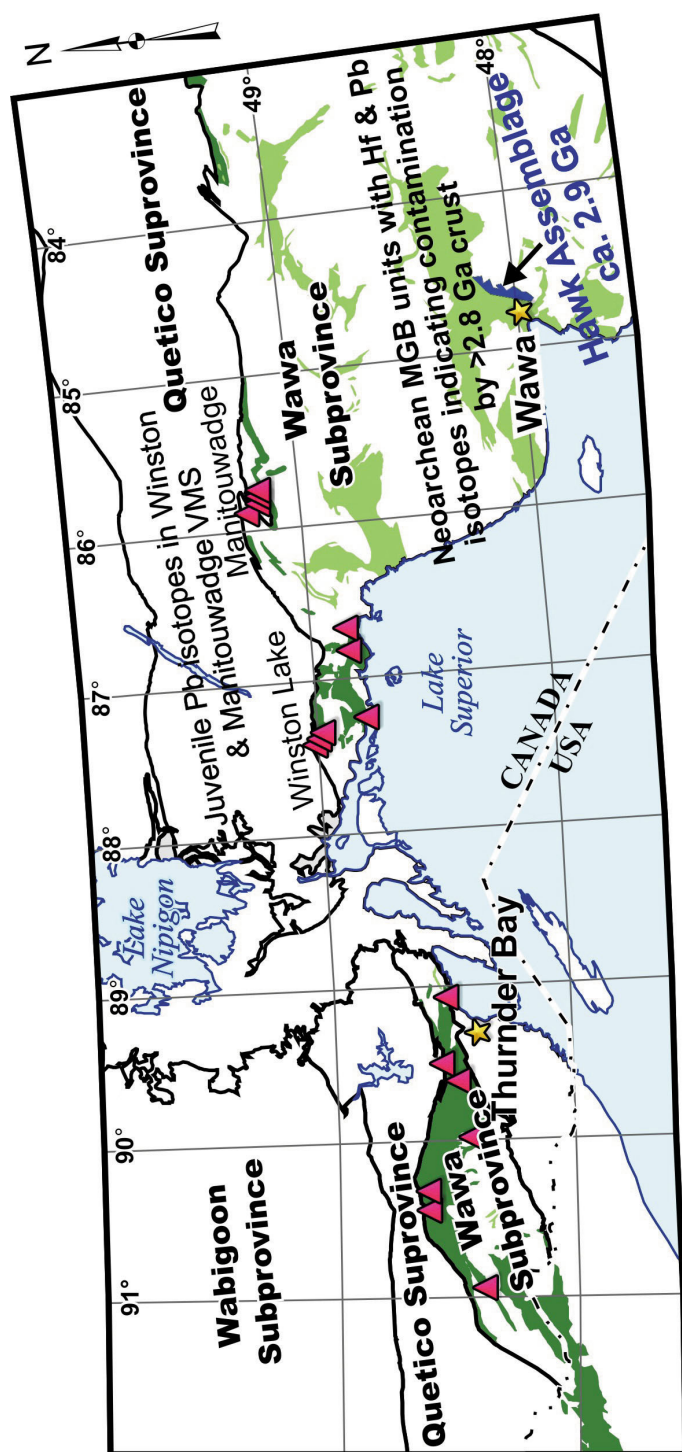 N
91°
90°
89°
88°
87°
86°
85°
84°
49°
48°
Wabigoon
Subprovince
Quetico Suprovince
Wawa
Subprovince
Thurnder Bay
Lake
Nipigon
Juvenile Pb isotopes in Winston
& Manitouwadge VMS
Manitouwadge
Winston Lake
Quetico Suprovince
Wawa
Subprovince
Lake
Superior
CANADA
USA
Neoarchean MGB units with Hf & Pb
isotopes indicating contamination
by >2.8 Ga crust
Wawa
Hawk Assemblage
ca. 2.9 Ga